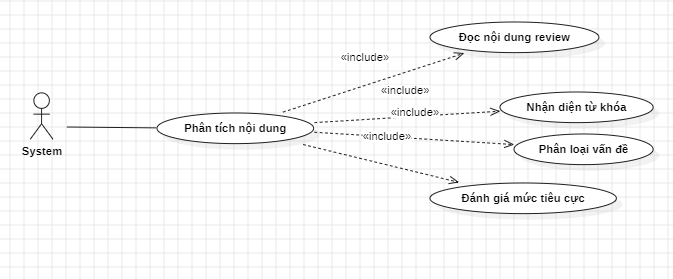 Đọc nội dung review
«include»
«include»
Nhận diện từ khóa
«include»
Phân tích nội dung
«include»
Phân loại vấn đề
System
Đánh giá mức tiêu cực